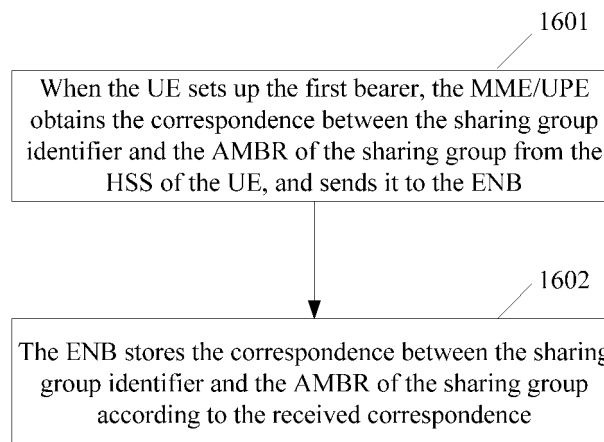 1601
When the UE sets up the first bearer, the MME/UPE
obtains the correspondence between the sharing group
identifier and the AMBR of the sharing group from the
HSS of the UE, and sends it to the ENB
1602
The ENB stores the correspondence between the sharing
group identifier and the AMBR of the sharing group
according to the received correspondence